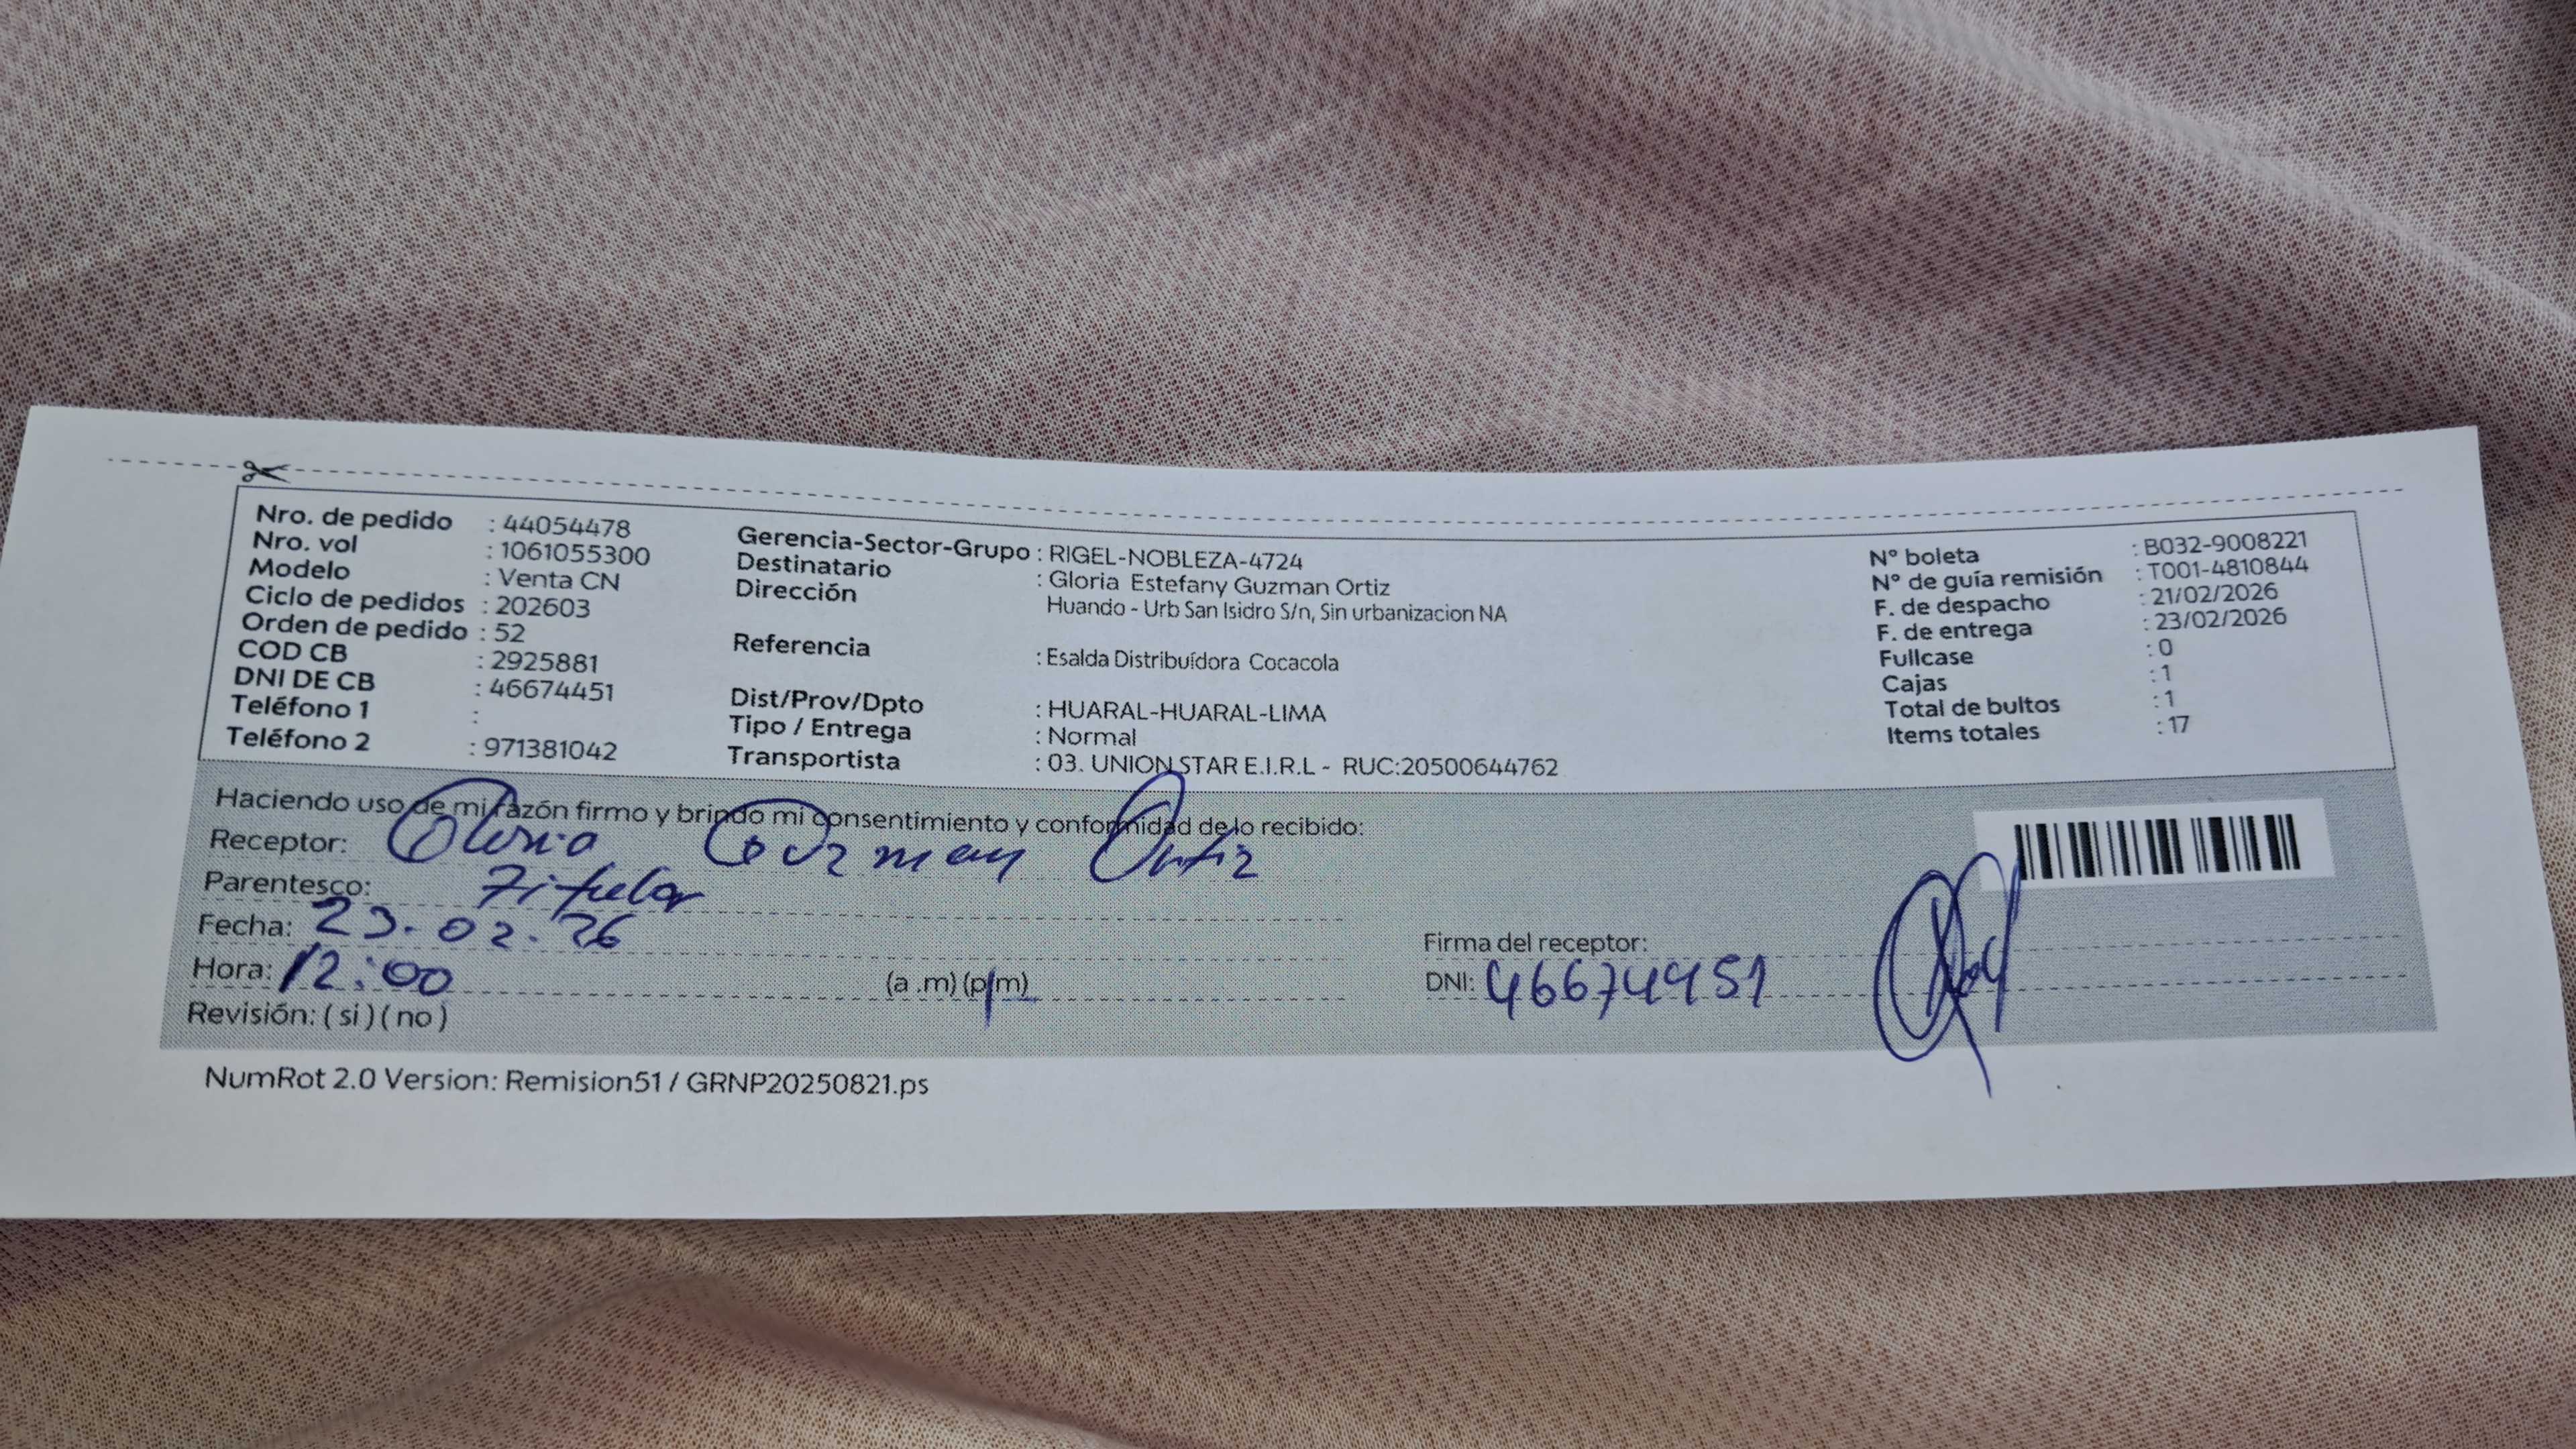 Nro. de pedido : 44054478
Nro. vol : 1061055300
Modelo : Venta CN
Ciclo de pedidos : 202603
Orden de pedido : 52
COD CB : 2925881
DNI DE CB : 46674451
Teléfono 1 :
Teléfono 2 : 971381042
Gerencia-Sector-Grupo : RIGEL-NOBLEZA-4724
Destinatario : Gloria Estefany Guzman Ortiz
Dirección Huando - Urb San Isidro S/n, Sin urbanizacion NA
Referencia : Esalda Distribuídora Cocacola
Dist/Prov/Dpto : HUARAL-HUARAL-LIMA
Tipo / Entrega : Normal
Transportista : 03. UNION STAR E.I.R.L - RUC:20500644762
N° boleta : B032-9008221
N° de guía remisión : T001-4810844
F. de despacho : 21/02/2026
F. de entrega : 23/02/2026
Fullcase : 0
Cajas : 1
Total de bultos : 1
Items totales : 17
Haciendo uso de mi razón firmo y brindo mi consentimiento y conformidad de lo recibido:
Receptor: Gloria Guzman Ortiz
Parentesco: Titular
Fecha: 23.02.26
Hora: 12:00 (a .m) (p/m)
Revisión: ( si ) ( no )
Firma del receptor:
DNI: 46674451
NumRot 2.0 Version: Remision51 / GRNP20250821.ps